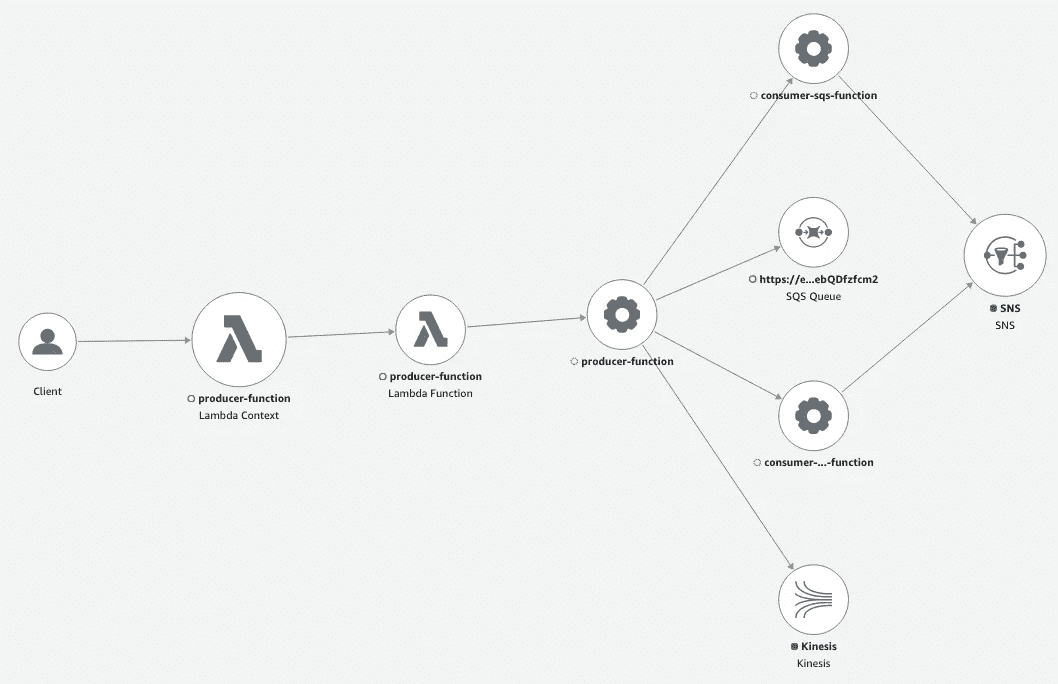 Client
producer-function
Lambda Context
producer-function
Lambda Function
producer-function
consumer-sqs-function
https://e...ebQDfzfcm2
SQS Queue
consumer-...-function
Kinesis
Kinesis
SNS
SNS